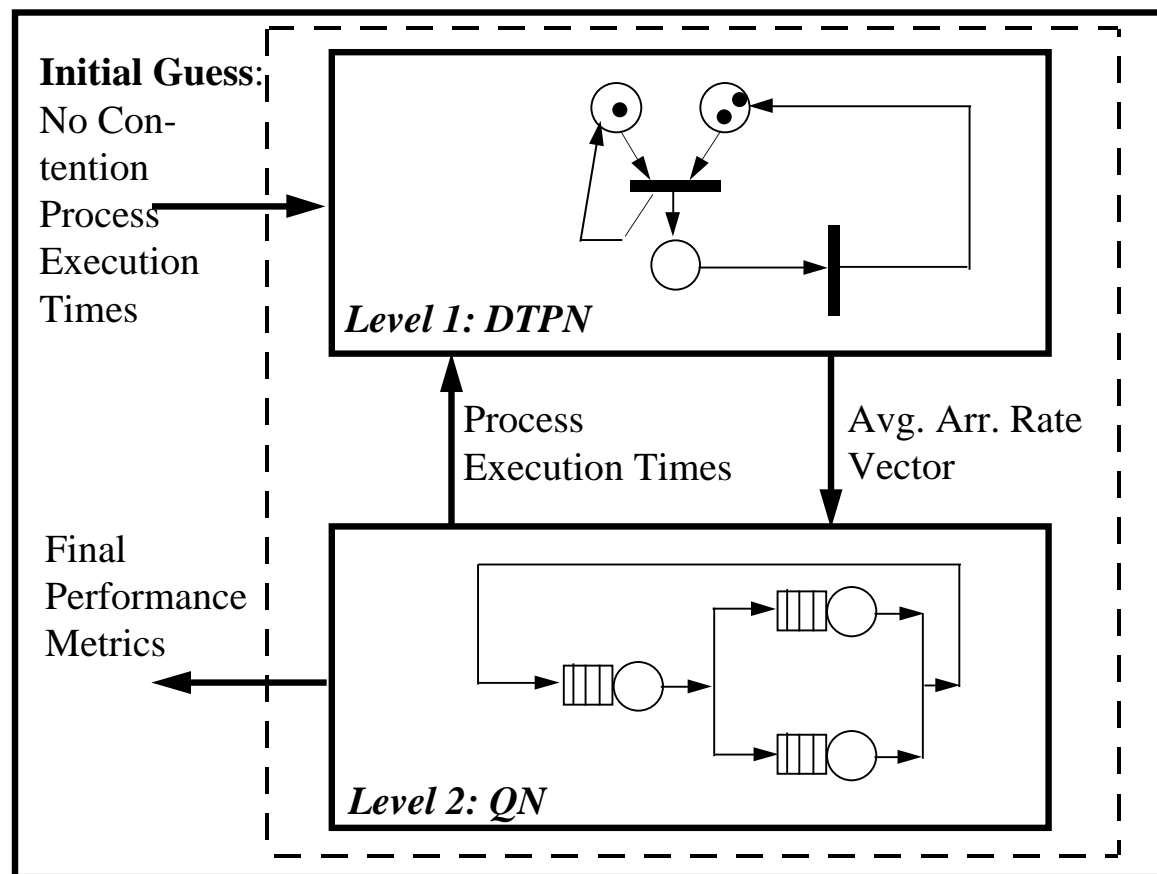 Initial Guess:
No Con-
tention
Process
Execution
Times
Level 1: DTPN
Process
Execution Times
Avg. Arr. Rate
Vector
Final
Performance
Metrics
Level 2: QN